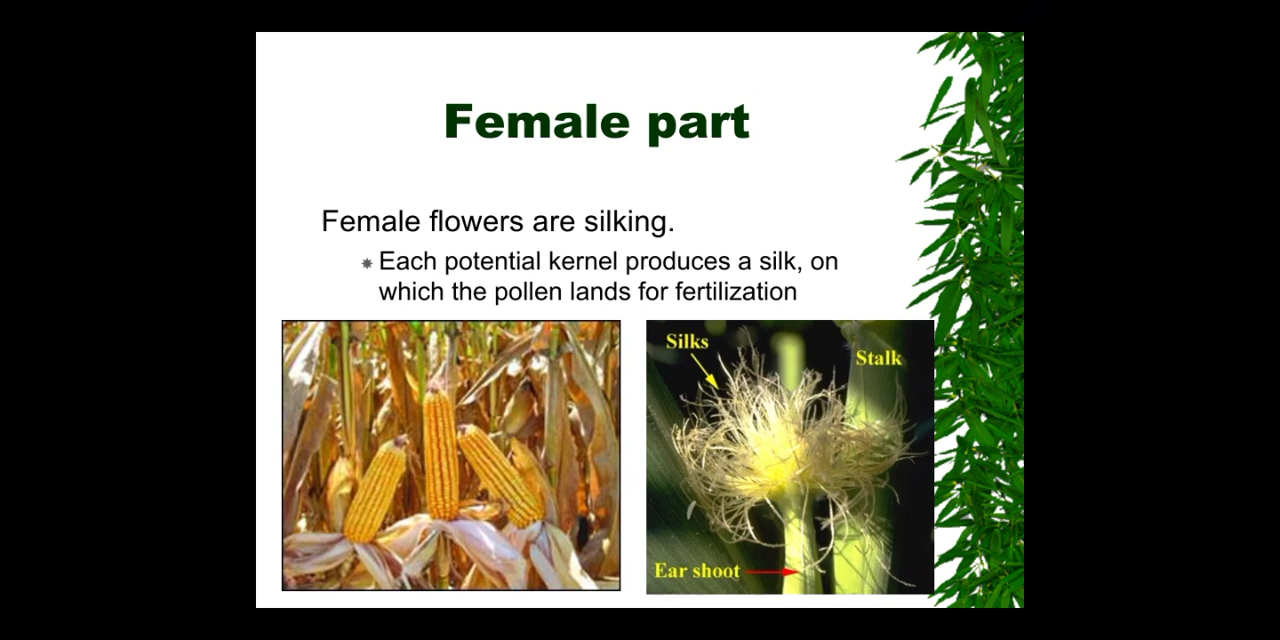 Female part
Female flowers are silking.
Each potential kernel produces a silk, on
which the pollen lands for fertilization
Silks
Stalk
Ear shoot